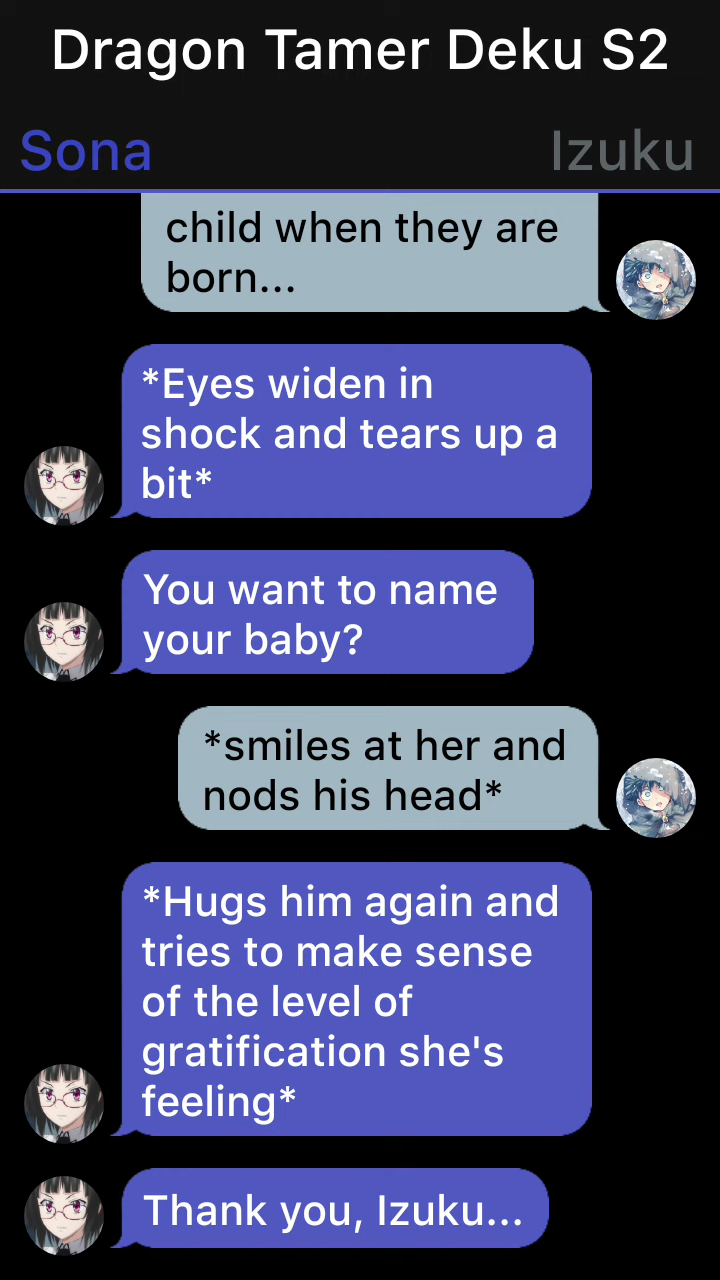 Dragon Tamer Deku S2
Sona
Izuku
child when they are
born...
*Eyes widen in
shock and tears up a
bit*
You want to name
your baby?
*smiles at her and
nods his head*
*Hugs him again and
tries to make sense
of the level of
gratification she's
feeling*
Thank you, Izuku...